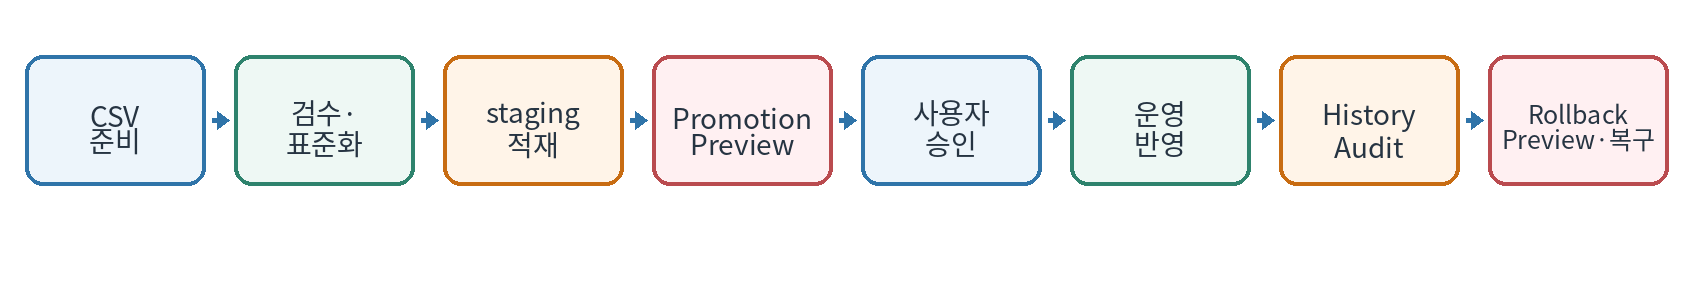 CSV
준비
검수·
표준화
staging
적재
Promotion
Preview
사용자
승인
운영
반영
History
Audit
Rollback
Preview·복구